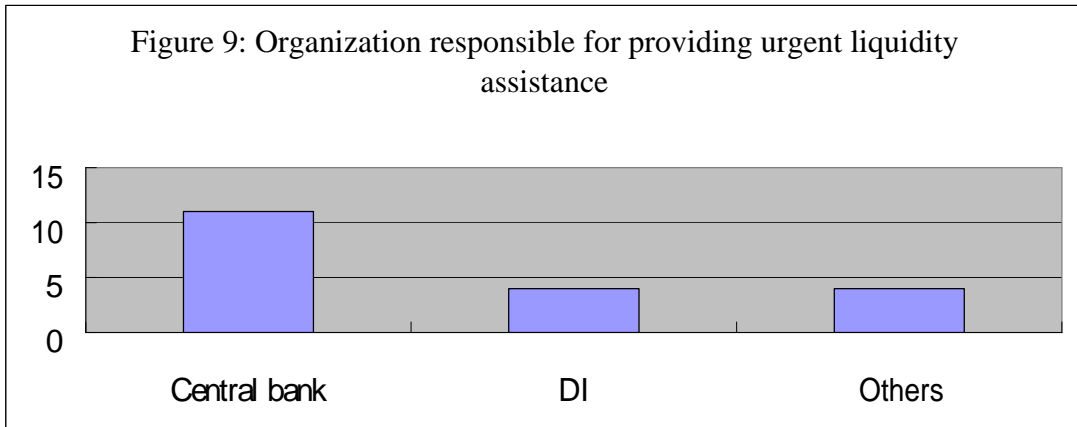 Figure 9: Organization responsible for providing urgent liquidity
assistance
15
10
5
0
Central bank DI Others